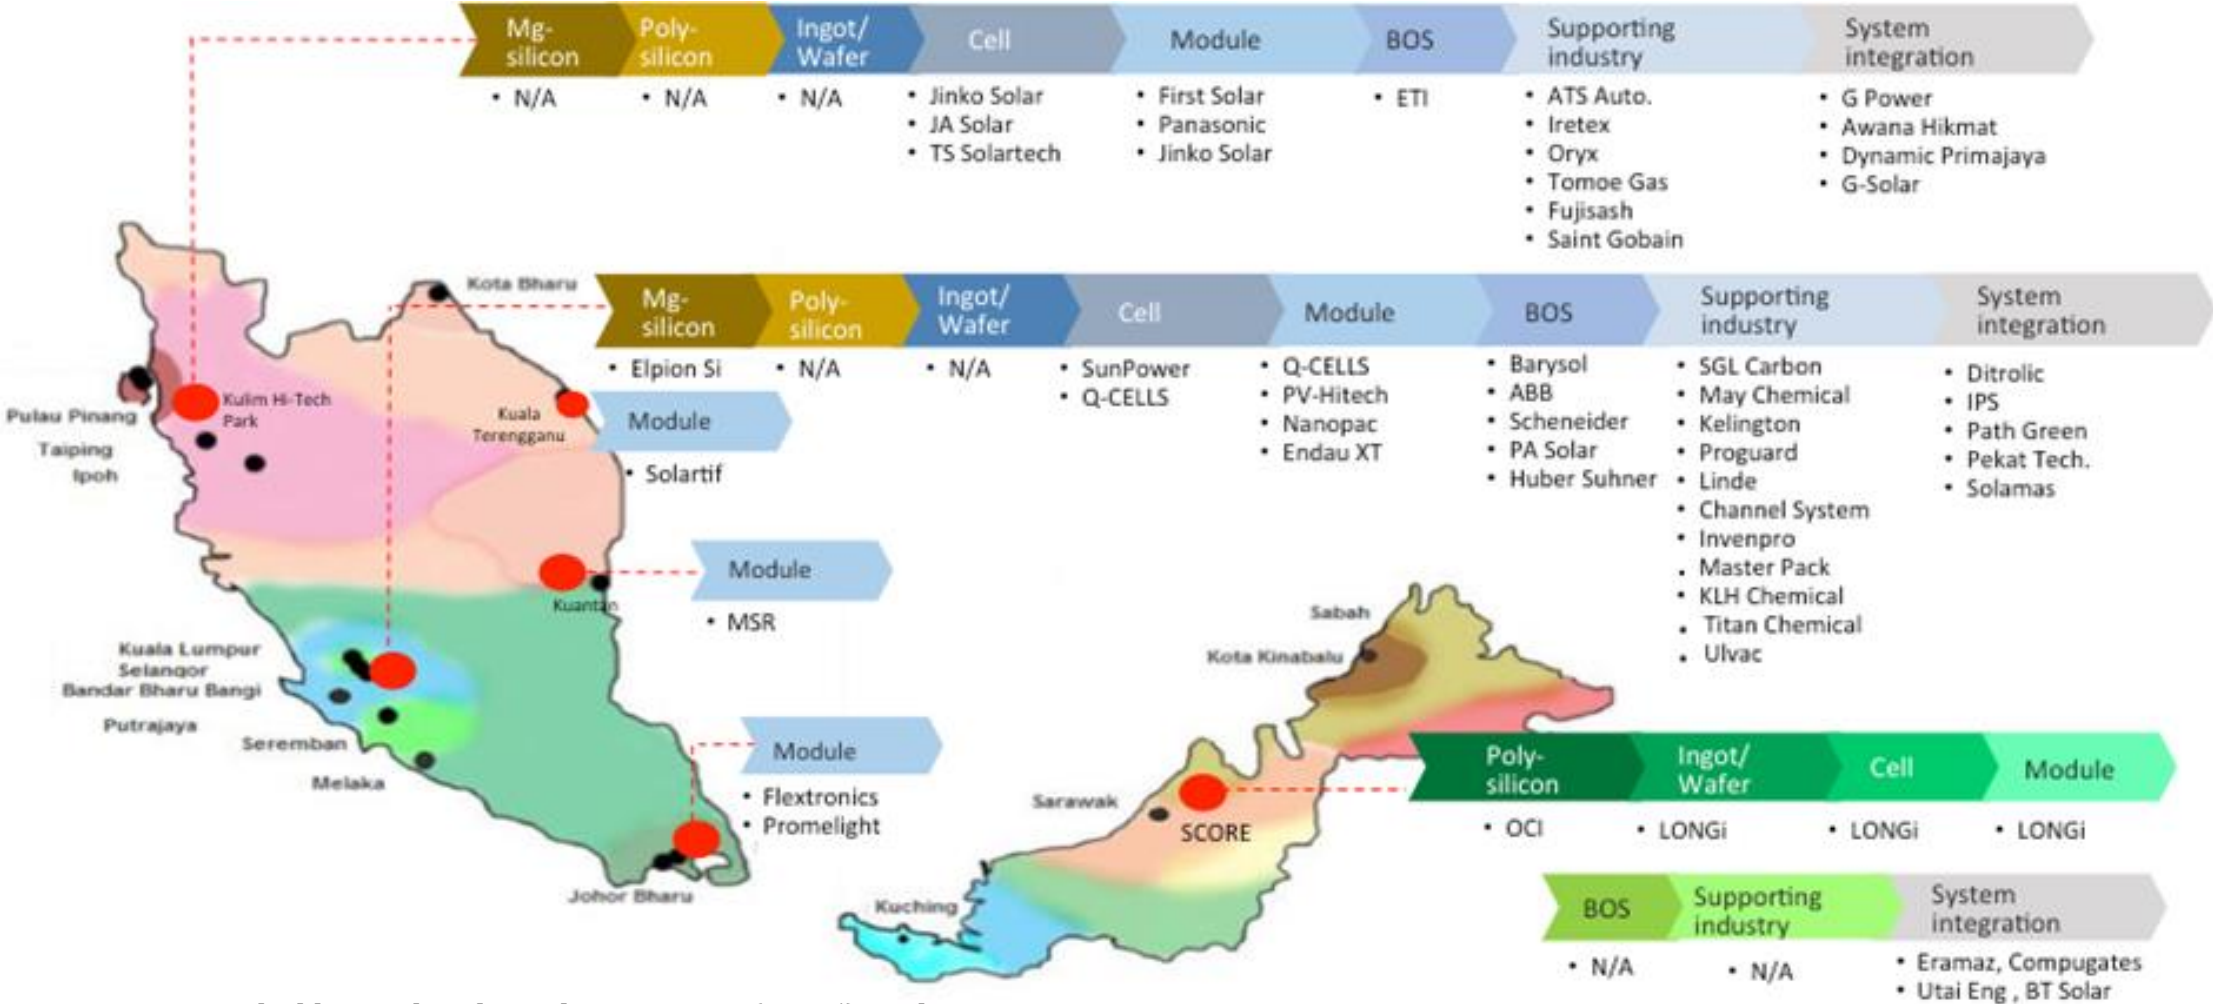 Mg-
silicon
Poly-
silicon
Ingot/
Wafer
Cell
Module
BOS
Supporting
industry
System
integration
• N/A
• N/A
• N/A
• Jinko Solar
• JA Solar
• TS Solartech
• First Solar
• Panasonic
• Jinko Solar
• ETI
• ATS Auto.
• Iretex
• Oryx
• Tomoe Gas
• Fujisash
• Saint Gobain
• G Power
• Awana Hikmat
• Dynamic Primajaya
• G-Solar
Kota Bharu
Mg-
silicon
Poly-
silicon
Ingot/
Wafer
Cell
Module
BOS
Supporting
industry
System
integration
• Elpion Si
• N/A
• N/A
• SunPower
• Q-CELLS
• Q-CELLS
• PV-Hitech
• Nanopac
• Endau XT
• Barysol
• ABB
• Scheneider
• PA Solar
• Huber Suhner
• SGL Carbon
• May Chemical
• Kelington
• Proguard
• Linde
• Channel System
• Invenpro
• Master Pack
• KLH Chemical
• Titan Chemical
• Ulvac
• Ditrolic
• IPS
• Path Green
• Pekat Tech.
• Solamas
Kulim Hi-Tech
Park
Pulau Pinang
Taiping
Ipoh
Kuala
Terengganu
Module
• Solartif
Module
• MSR
Kuantan
Kuala Lumpur
Selangor
Bandar Bharu Bangi
Putrajaya
Seremban
Melaka
Module
• Flextronics
• Promelight
Johor Bharu
Sabah
Kota Kinabalu
Sarawak
SCORE
Kuching
Poly-
silicon
Ingot/
Wafer
Cell
Module
• OCI
• LONGi
• LONGi
• LONGi
BOS
Supporting
industry
System
integration
• N/A
• N/A
• Eramaz, Compugates
• Utai Eng , BT Solar